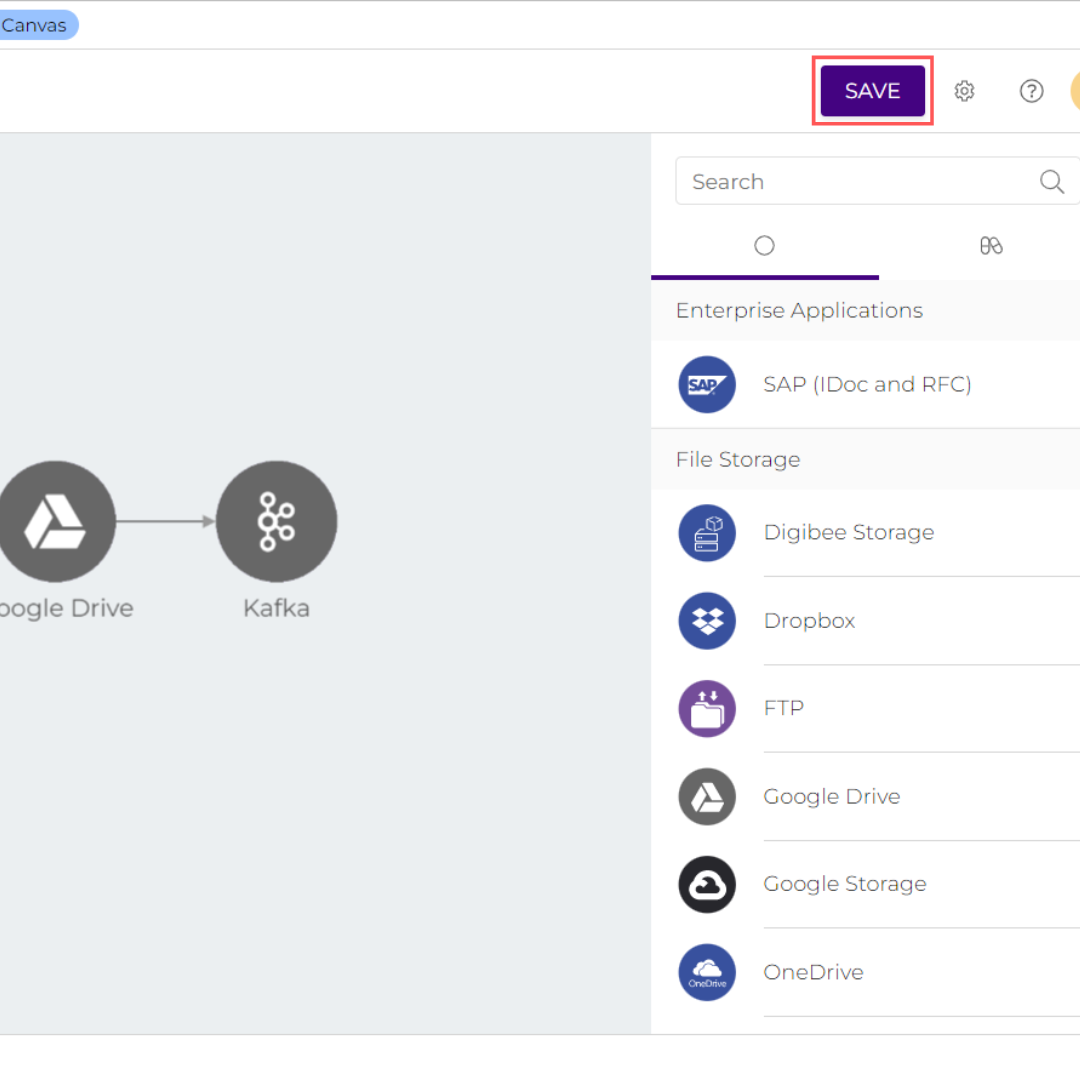 Canvas
SAVE
Search
Enterprise Applications
SAP
SAP (IDoc and RFC)
File Storage
Digibee Storage
Dropbox
FTP
Google Drive
Google Storage
OneDrive
OneDrive
oogle Drive
Kafka